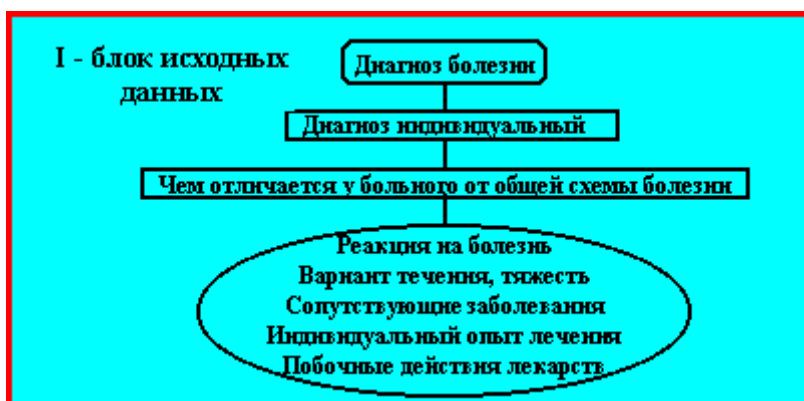 I - блок исходных
данных
Диагноз болезни
Диагноз индивидуальный
Чем отличается у больного от общей схемы болезни
Реакция на болезнь
Вариант течения, тяжесть
Сопутствующие заболевания
Индивидуальный опыт лечения
Побочные действия лекарств